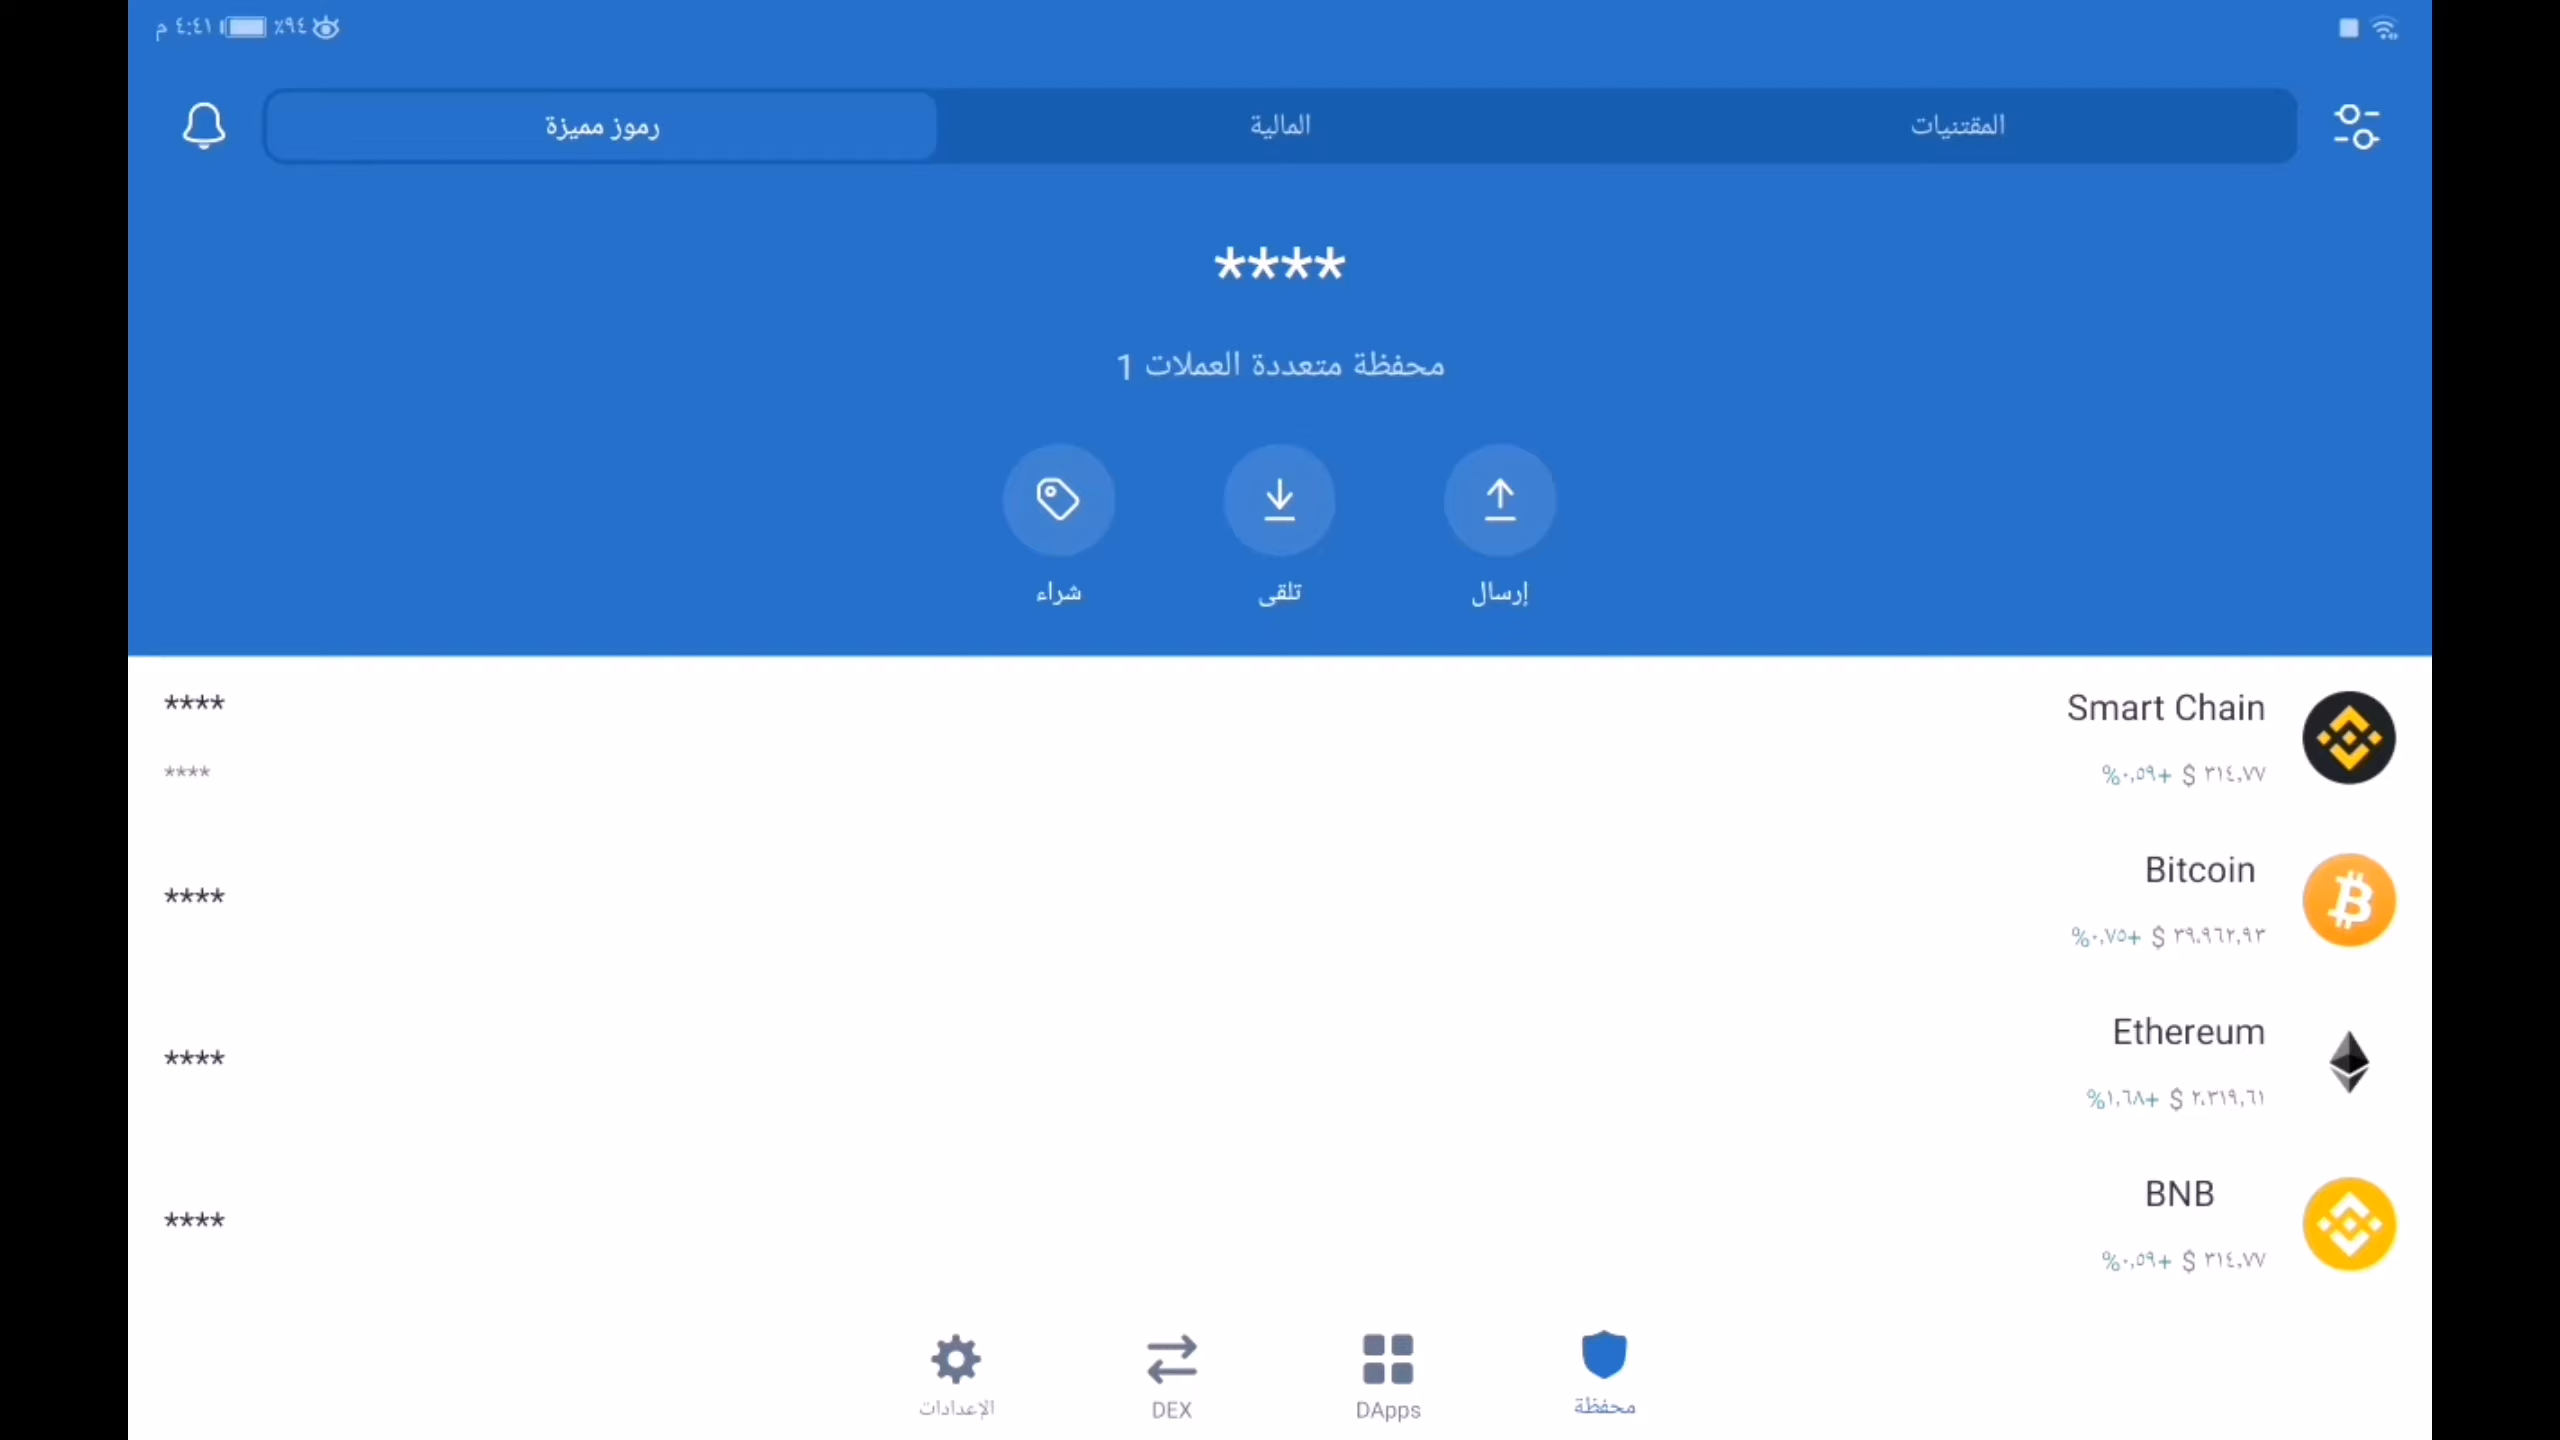 م ٤:٤١ ٪٩٤
رموز مميزة
المالية
المقتنيات
****
محفظة متعددة العملات 1
إرسال
تلقى
شراء
Smart Chain
****
٣١٤,٧٧ $ +٠,٥٩%
****
Bitcoin
****
٣٩،٩٦٢,٩٣ $ +٠,٧٥%
Ethereum
****
٢،٣١٩,٦١ $ +١,٦٨%
BNB
****
٣١٤,٧٧ $ +٠,٥٩%
محفظة
DApps
DEX
الإعدادات